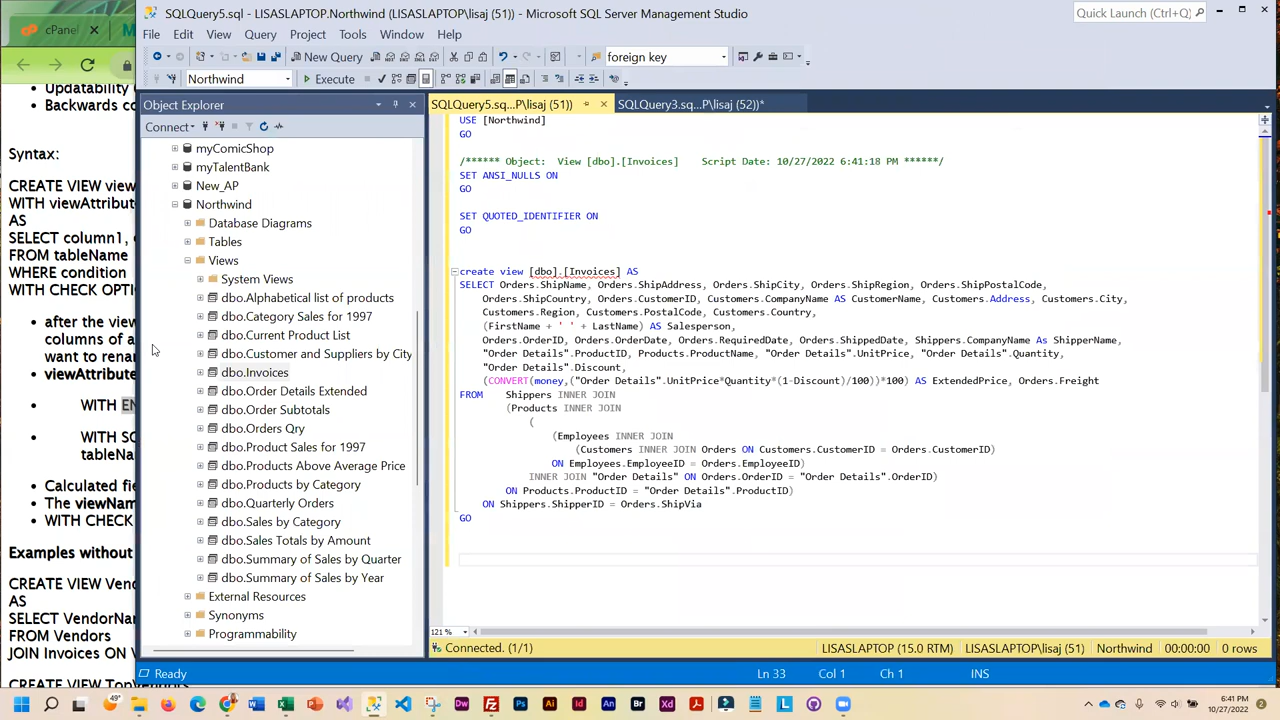 cPanel
SQLQuery5.sql - LISASLAPTOP.Northwind (LISASLAPTOP\lisaj (51)) - Microsoft SQL Server Management Studio
Quick Launch (Ctrl+Q)
File Edit View Query Project Tools Window Help
New Query
foreign key
Northwind
Execute
Updatability
Backwards co
Syntax:
CREATE VIEW view
WITH viewAttribut
AS
SELECT column1,
FROM tableName
WHERE condition
WITH CHECK OPTI
after the view
columns of a
want to renar
viewAttribute
WITH EN
WITH SC
tableNa
Calculated fie
The viewNam
WITH CHECK
Examples without
CREATE VIEW Vend
AS
SELECT VendorNam
FROM Vendors
JOIN Invoices ON V
CREATE VIEW TopVendors
Object Explorer
Connect
myComicShop
myTalentBank
New_AP
Northwind
Database Diagrams
Tables
Views
System Views
dbo.Alphabetical list of products
dbo.Category Sales for 1997
dbo.Current Product List
dbo.Customer and Suppliers by City
dbo.Invoices
dbo.Order Details Extended
dbo.Order Subtotals
dbo.Orders Qry
dbo.Product Sales for 1997
dbo.Products Above Average Price
dbo.Products by Category
dbo.Quarterly Orders
dbo.Sales by Category
dbo.Sales Totals by Amount
dbo.Summary of Sales by Quarter
dbo.Summary of Sales by Year
External Resources
Synonyms
Programmability
SQLQuery5.sq...P\lisaj (51)) SQLQuery3.sq...P\lisaj (52))*
USE [Northwind]
GO
/****** Object:  View [dbo].[Invoices]    Script Date: 10/27/2022 6:41:18 PM ******/
SET ANSI_NULLS ON
GO
SET QUOTED_IDENTIFIER ON
GO
create view [dbo].[Invoices] AS
SELECT Orders.ShipName, Orders.ShipAddress, Orders.ShipCity, Orders.ShipRegion, Orders.ShipPostalCode,
Orders.ShipCountry, Orders.CustomerID, Customers.CompanyName AS CustomerName, Customers.Address, Customers.City,
Customers.Region, Customers.PostalCode, Customers.Country,
(FirstName + ' ' + LastName) AS Salesperson,
Orders.OrderID, Orders.OrderDate, Orders.RequiredDate, Orders.ShippedDate, Shippers.CompanyName As ShipperName,
"Order Details".ProductID, Products.ProductName, "Order Details".UnitPrice, "Order Details".Quantity,
"Order Details".Discount,
(CONVERT(money,("Order Details".UnitPrice*Quantity*(1-Discount)/100))*100) AS ExtendedPrice, Orders.Freight
FROM    Shippers INNER JOIN
(Products INNER JOIN
(
(Employees INNER JOIN
(Customers INNER JOIN Orders ON Customers.CustomerID = Orders.CustomerID)
ON Employees.EmployeeID = Orders.EmployeeID)
INNER JOIN "Order Details" ON Orders.OrderID = "Order Details".OrderID)
ON Products.ProductID = "Order Details".ProductID)
ON Shippers.ShipperID = Orders.ShipVia
GO
121 %
Connected. (1/1) LISASLAPTOP (15.0 RTM) LISASLAPTOP\lisaj (51) Northwind 00:00:00 0 rows
Ready Ln 33 Col 1 Ch 1 INS
49°
6:41 PM
10/27/2022